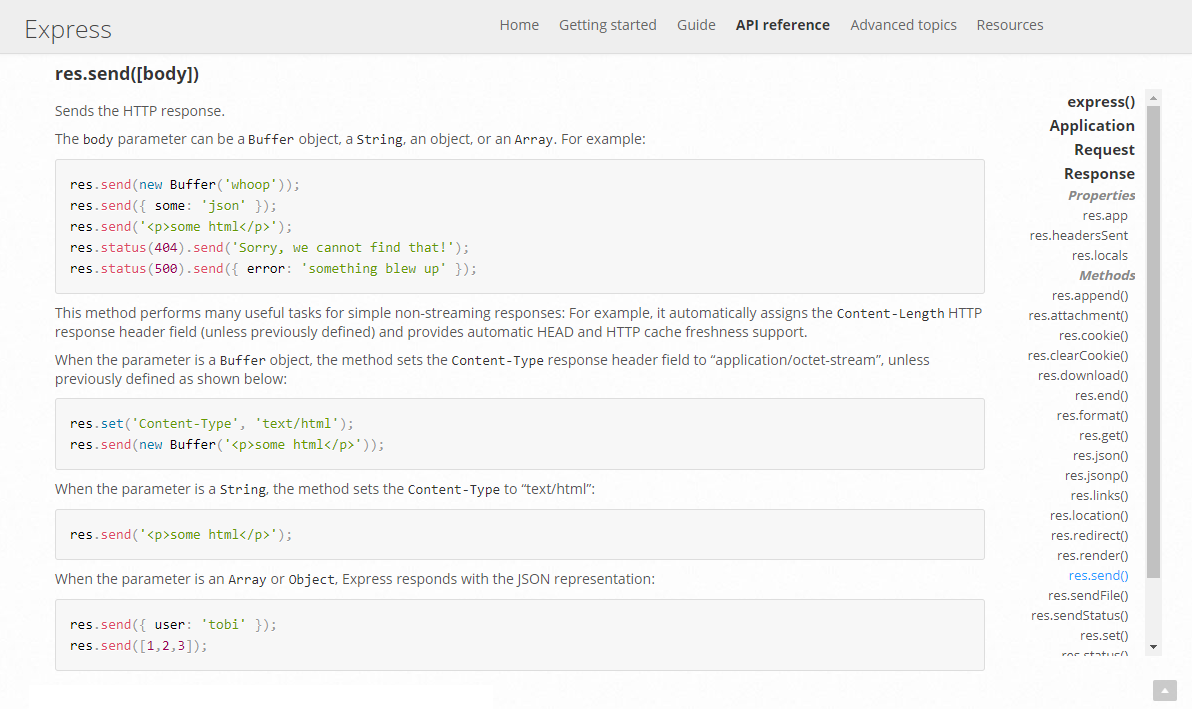 Express
Home Getting started Guide API reference Advanced topics Resources
res.send([body])
Sends the HTTP response.
The body parameter can be a Buffer object, a String, an object, or an Array. For example:
res.send(new Buffer('whoop'));
res.send({ some: 'json' });
res.send('<p>some html</p>');
res.status(404).send('Sorry, we cannot find that!');
res.status(500).send({ error: 'something blew up' });
This method performs many useful tasks for simple non-streaming responses: For example, it automatically assigns the Content-Length HTTP
response header field (unless previously defined) and provides automatic HEAD and HTTP cache freshness support.
When the parameter is a Buffer object, the method sets the Content-Type response header field to “application/octet-stream”, unless
previously defined as shown below:
res.set('Content-Type', 'text/html');
res.send(new Buffer('<p>some html</p>'));
When the parameter is a String, the method sets the Content-Type to “text/html”:
res.send('<p>some html</p>');
When the parameter is an Array or Object, Express responds with the JSON representation:
res.send({ user: 'tobi' });
res.send([1,2,3]);
express()
Application
Request
Response
Properties
res.app
res.headersSent
res.locals
Methods
res.append()
res.attachment()
res.cookie()
res.clearCookie()
res.download()
res.end()
res.format()
res.get()
res.json()
res.jsonp()
res.links()
res.location()
res.redirect()
res.render()
res.send()
res.sendFile()
res.sendStatus()
res.set()
res.status()